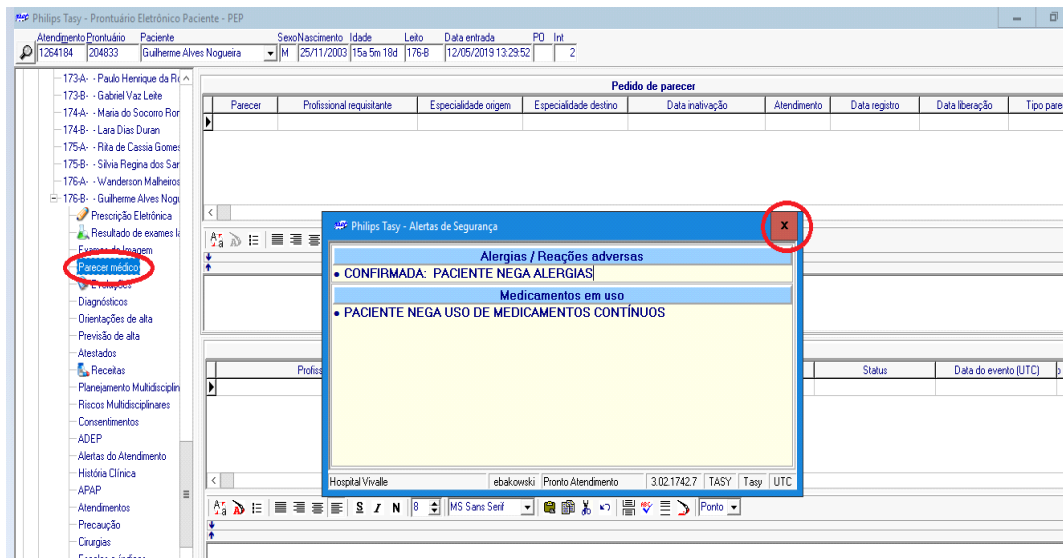 Philips Tasy - Prontuário Eletrônico Paciente - PEP
Atendimento Prontuário Paciente Sexo Nascimento Idade Leito Data entrada PO Int
1264184 204833 Guilherme Alves Nogueira M 25/11/2003 15a 5m 18d 176-B 12/05/2019 13:29:52 2
173-A- - Paulo Henrique da
173-B- - Gabriel Vaz Leite
174-A- - Maria do Socorro
174-B- - Lara Dias Duran
175-A- - Rita de Cassia Gomes
175-B- - Silvia Regina dos
176-A- - Wanderson Malheiros
176-B- - Guilherme Alves
Prescrição Eletrônica
Resultado de exames
Exames de Imagem
Parecer médico
Evoluções
Diagnósticos
Orientações de alta
Previsão de alta
Atestados
Receitas
Planejamento Multidisciplin
Riscos Multidisciplinares
Consentimentos
ADEP
Alertas do Atendimento
História Clínica
APAP
Atendimentos
Precaução
Cirurgias
Pedido de parecer
Parecer Profissional requisitante Especialidade origem Especialidade destino Data inativação Atendimento Data registro Data liberação Tipo pare
Philips Tasy - Alertas de Segurança x
Alergias / Reações adversas
• CONFIRMADA: PACIENTE NEGA ALERGIAS
Medicamentos em uso
• PACIENTE NEGA USO DE MEDICAMENTOS CONTÍNUOS
Hospital Vivalle ebakowski Pronto Atendimento 3.02.1742.7 TASY Tasy UTC
Profiss Status Data do evento (UTC)
S I N 8 MS Sans Serif Ponto